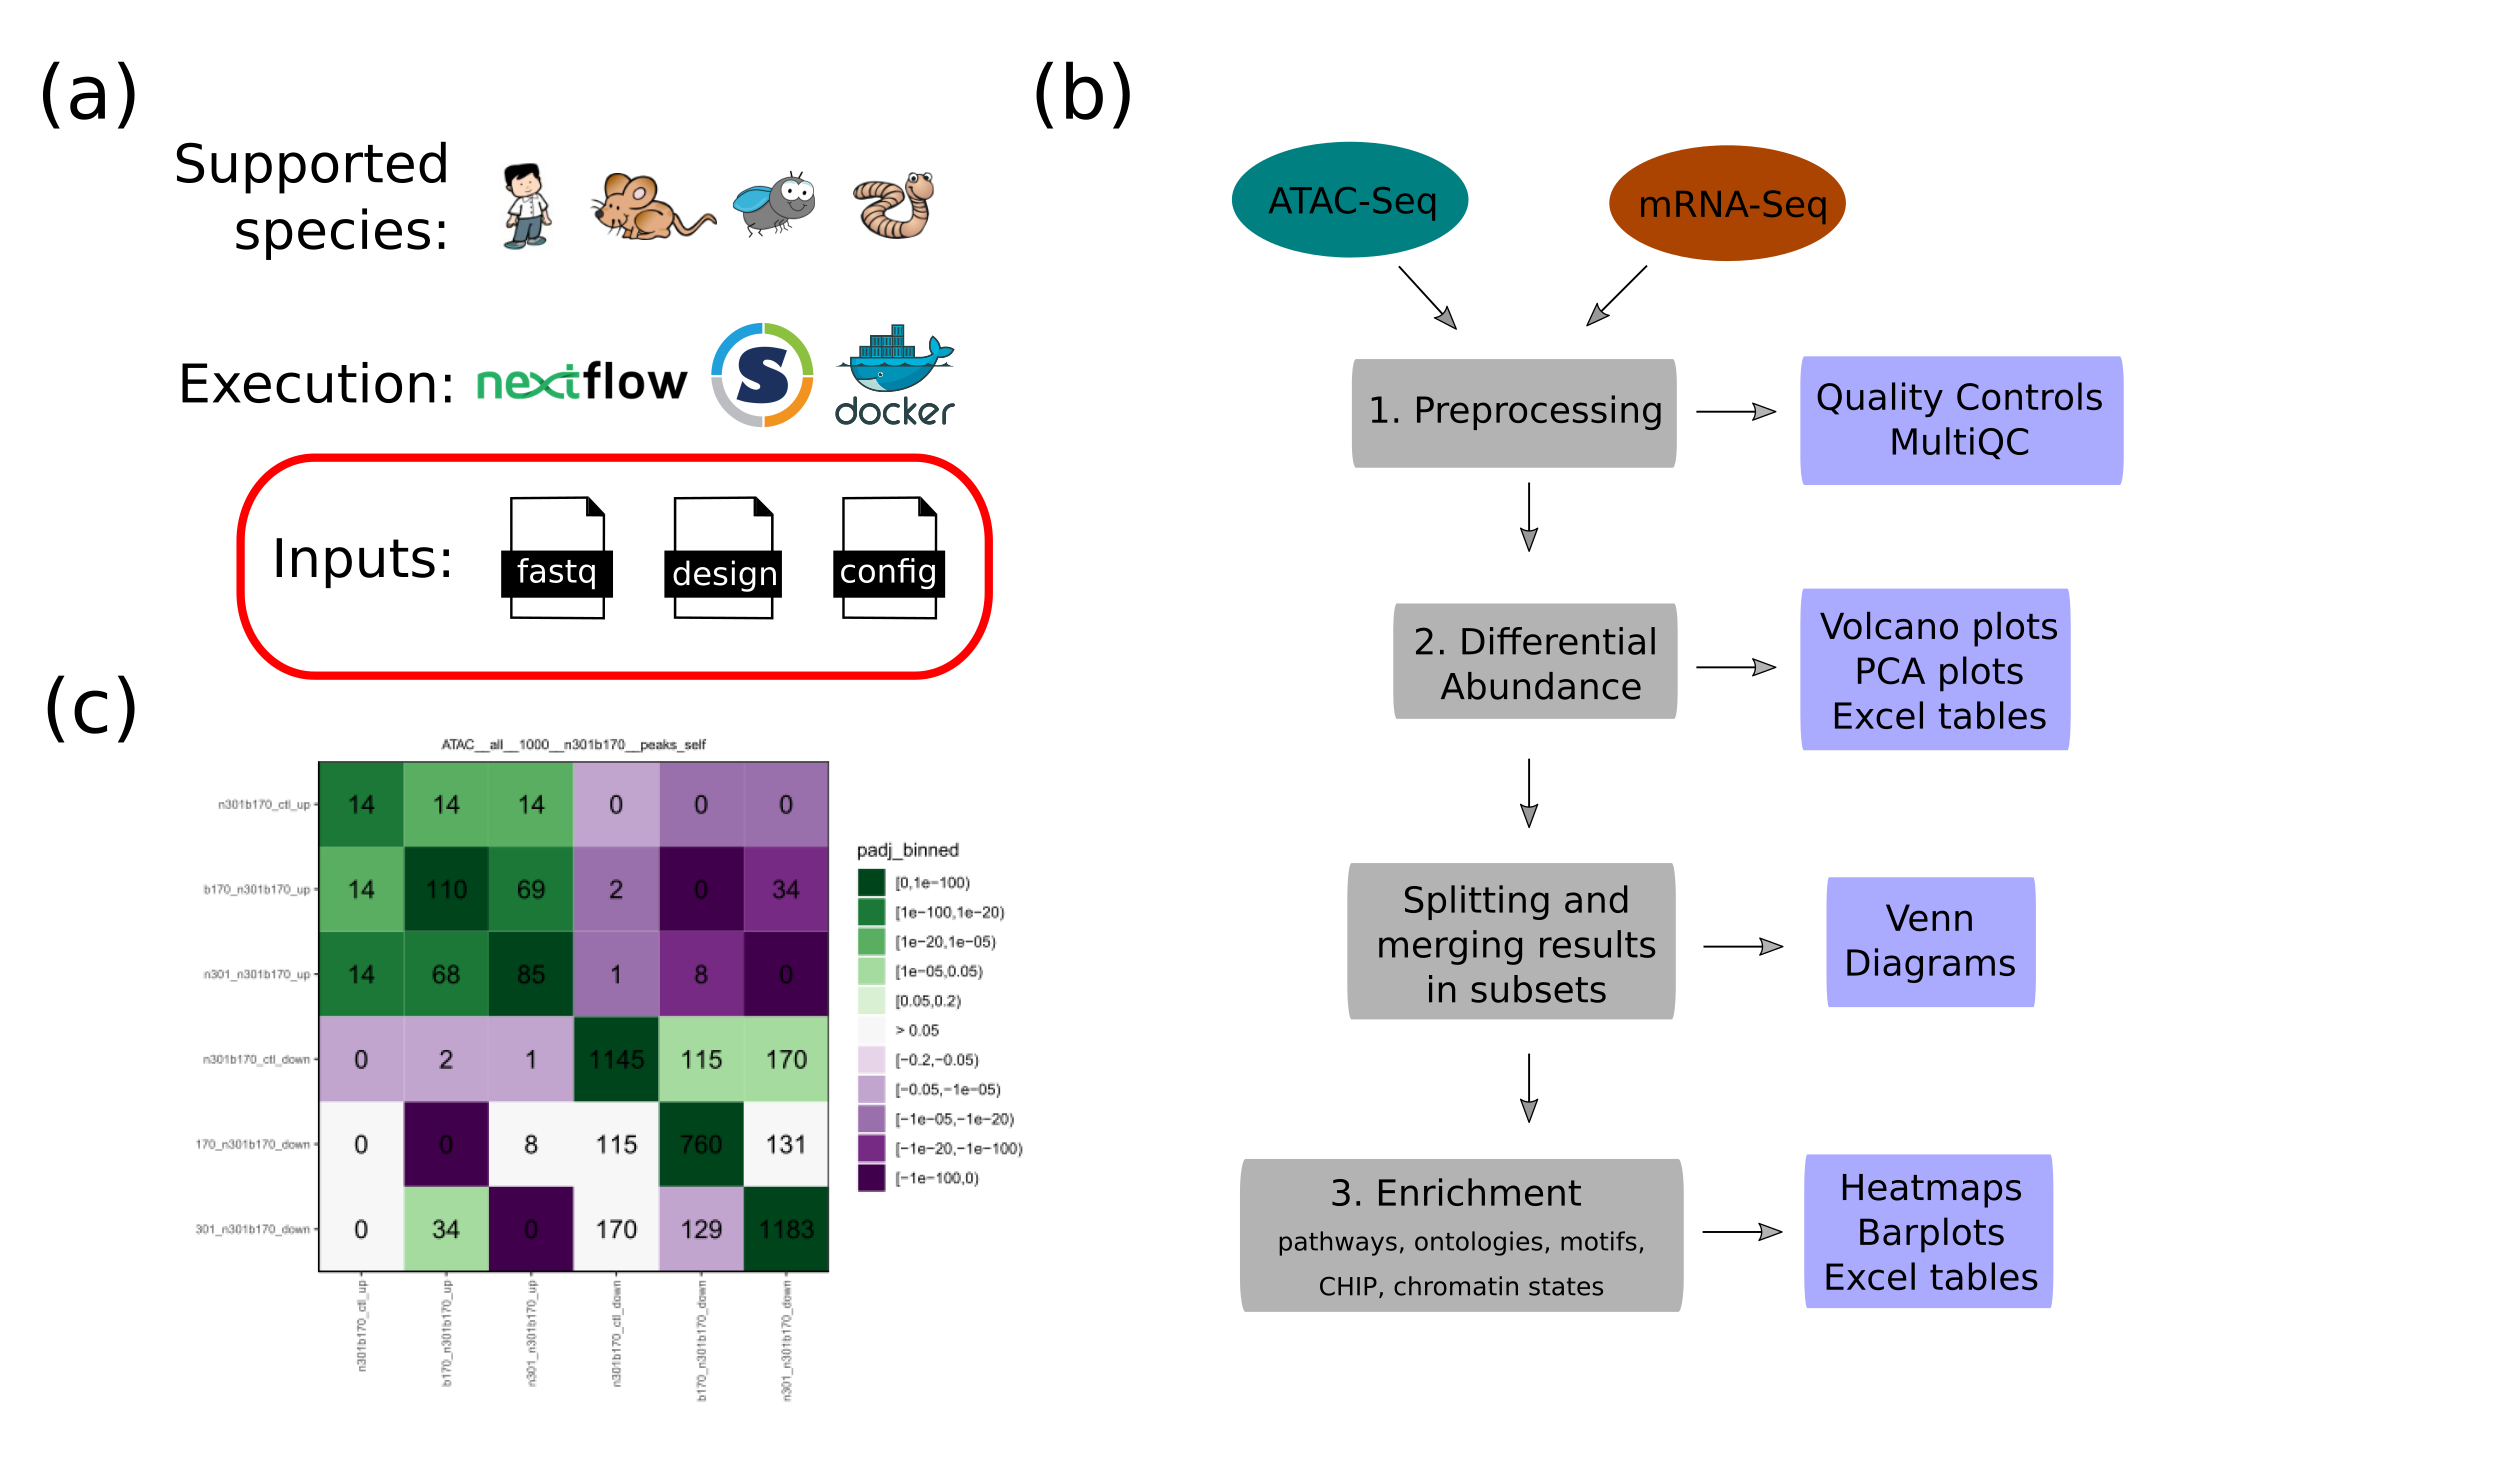 (a)
Supported
species:
Execution: nextflow S docker
Inputs: fastq design config
(b)
ATAC-Seq
mRNA-Seq
1. Preprocessing
Quality Controls
MultiQC
2. Differential
Abundance
Volcano plots
PCA plots
Excel tables
Splitting and
merging results
in subsets
Venn
Diagrams
3. Enrichment
pathways, ontologies, motifs,
CHIP, chromatin states
Heatmaps
Barplots
Excel tables
(c)
ATAC__all__1000__n301b170__peaks_self
n301b170_ctl_up 14 14 14 0 0 0
b170_n301b170_up 14 110 69 2 0 34
n301_n301b170_up 14 68 85 1 8 0
n301b170_ctl_down 0 2 1 1145 115 170
170_n301b170_down 0 0 8 115 760 131
301_n301b170_down 0 34 0 170 129 1183
n301b170_ctl_up
b170_n301b170_up
n301_n301b170_up
n301b170_ctl_down
b170_n301b170_down
n301_n301b170_down
padj_binned
[0,1e−100)
[1e−100,1e−20)
[1e−20,1e−05)
[1e−05,0.05)
[0.05,0.2)
> 0.05
[−0.2,−0.05)
[−0.05,−1e−05)
[−1e−05,−1e−20)
[−1e−20,−1e−100)
[−1e−100,0)